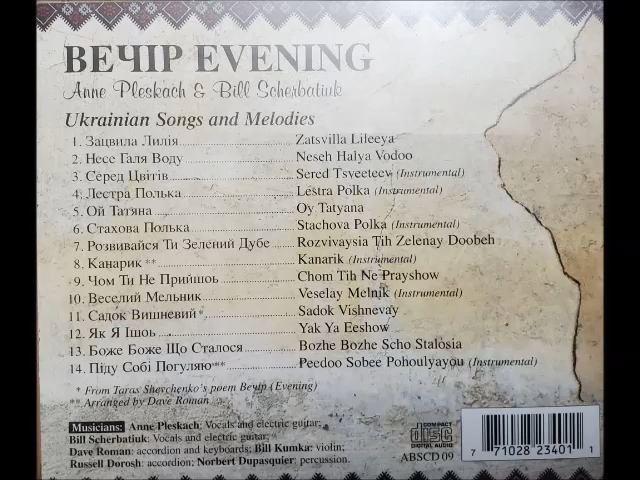 ВЕЧІР EVENING
Anne Pleskach & Bill Scherbatiuk
Ukrainian Songs and Melodies
1. Зацвила Лилія Zatsvilla Lileeya
2. Несе Галя Воду Neseh Halya Vodoo
3. Серед Цвітів Sered Tsveeteev (Instrumental)
4. Лестра Полька Lestra Polka (Instrumental)
5. Ой Татяна Oy Tatyana
6. Стахова Полька Stachova Polka (Instrumental)
7. Розвивайся Ти Зелений Дубе Rozvivaysia Tih Zelenay Doobeh
8. Канарик ** Kanarik (Instrumental)
9. Чом Ти Не Прийшоь Chom Tih Ne Prayshow
10. Веселий Мельник Veselay Melnik (Instrumental)
11. Садок Вишневий* Sadok Vishnevay
12. Як Я Ішоь Yak Ya Eeshow
13. Боже Боже Що Сталося Bozhe Bozhe Scho Stalosia
14. Піду Собі Погуляю** Peedoo Sobee Pohoulyayou (Instrumental)
* From Taras Shevchenko's poem Вечір (Evening)
** Arranged by Dave Roman
Musicians: Anne Pleskach: Vocals and electric guitar;
Bill Scherbatiuk: Vocals and electric guitar;
Dave Roman: accordion and keyboards; Bill Kumka: violin;
Russell Dorosh: accordion; Norbert Dupasquier: percussion.
COMPACT
disc
DIGITAL AUDIO
ABSCD 09
7 71028 23401 1